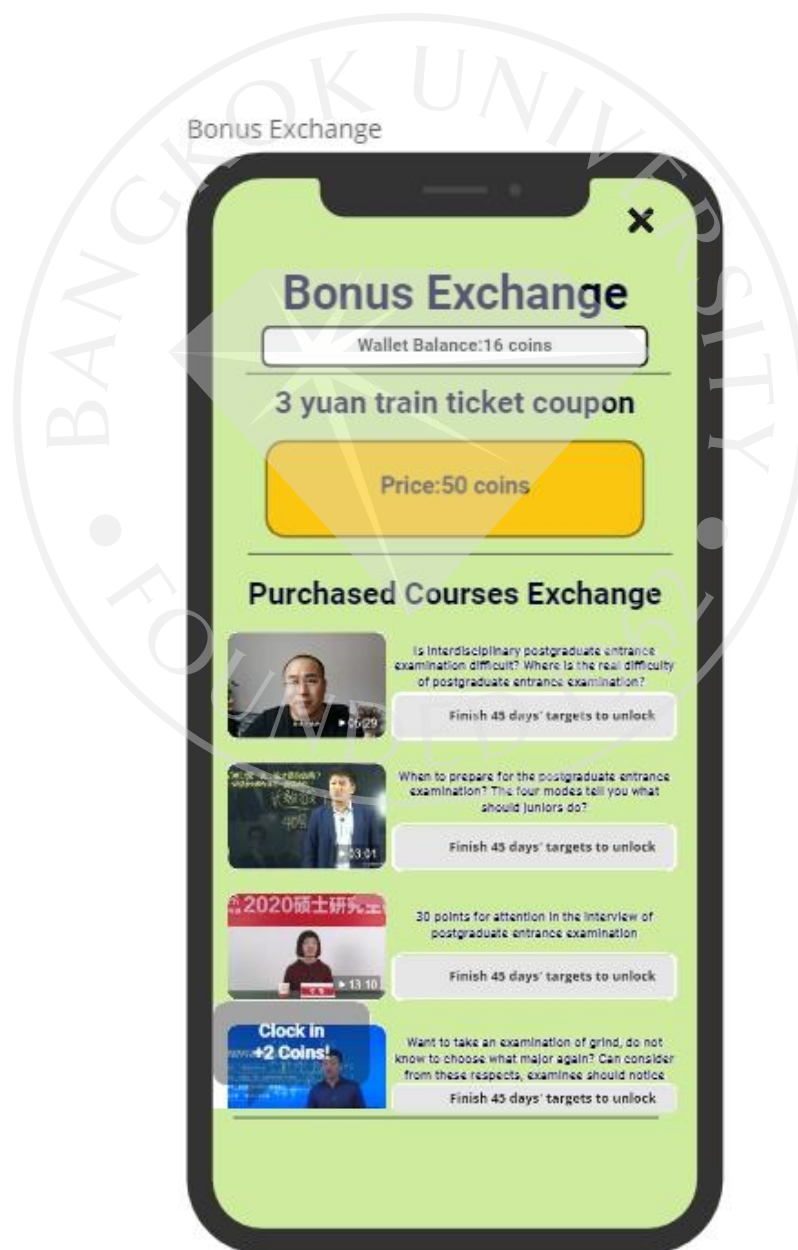 BANGKOK UNIVERSITY
FOUNDED
Bonus Exchange
Bonus Exchange
Wallet Balance:16 coins
3 yuan train ticket coupon
Price:50 coins
Purchased Courses Exchange
Is interdisciplinary postgraduate entrance
examination difficult? Where is the real difficulty
of postgraduate entrance examination?
05:29
Finish 45 days' targets to unlock
When to prepare for the postgraduate entrance
examination? The four modes tell you what
should juniors do?
03:01
Finish 45 days' targets to unlock
2020硕士研究生
30 points for attention in the interview of
postgraduate entrance examination
13:10
Finish 45 days' targets to unlock
Clock in
+2 Coins!
Want to take an examination of grind, do not
know to choose what major again? Can consider
from these respects, examinee should notice
Finish 45 days' targets to unlock